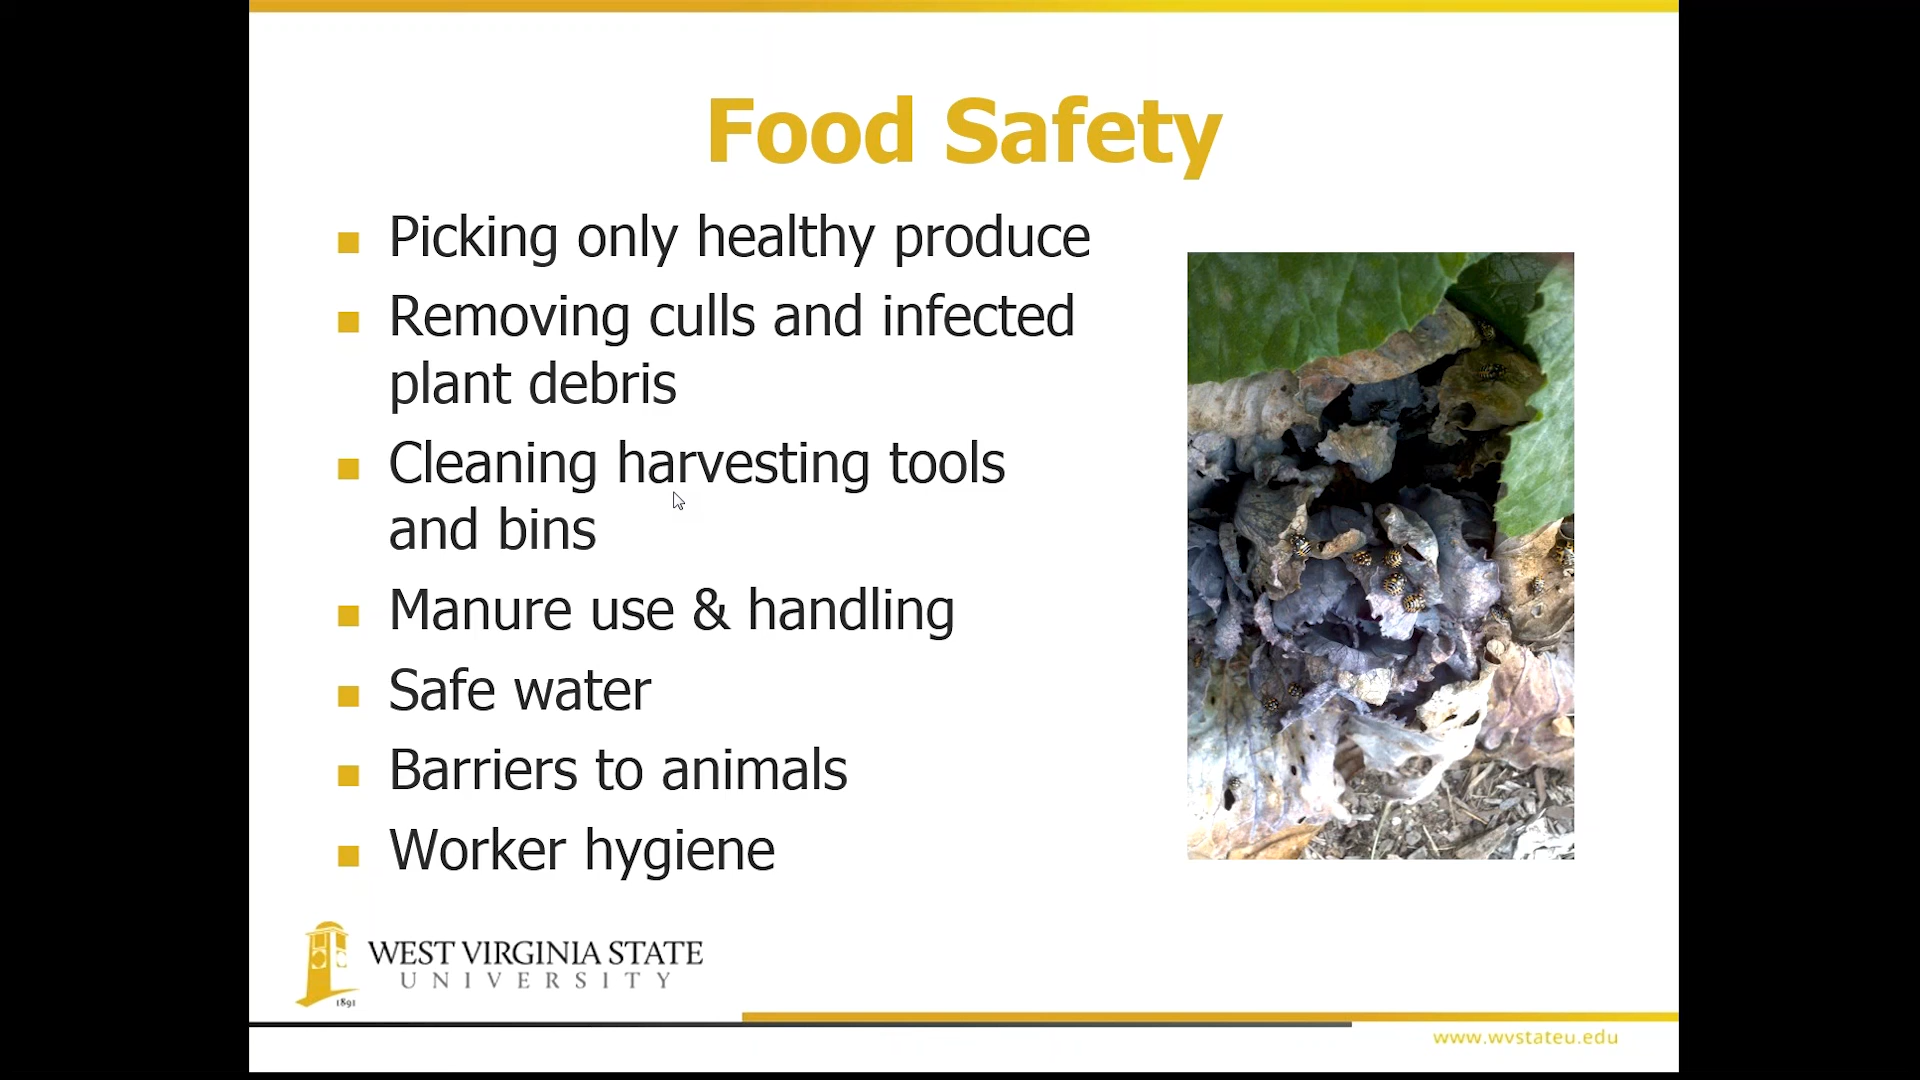 Food Safety
Picking only healthy produce
Removing culls and infected
plant debris
Cleaning harvesting tools
and bins
Manure use & handling
Safe water
Barriers to animals
Worker hygiene
WEST VIRGINIA STATE
UNIVERSITY
1891
www.wvstateu.edu